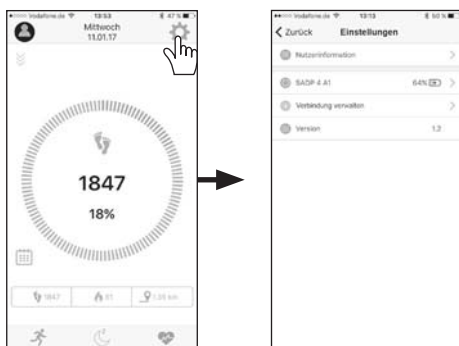 vodafone.de 13:53 47 %
Mittwoch
11.01.17
1847
18%
1847 61 1.35 km
vodafone.de 13:13 50 %
Zurück Einstellungen
Nutzerinformation
SADP 4 A1 64%
Verbindung verwalten
Version 1.2